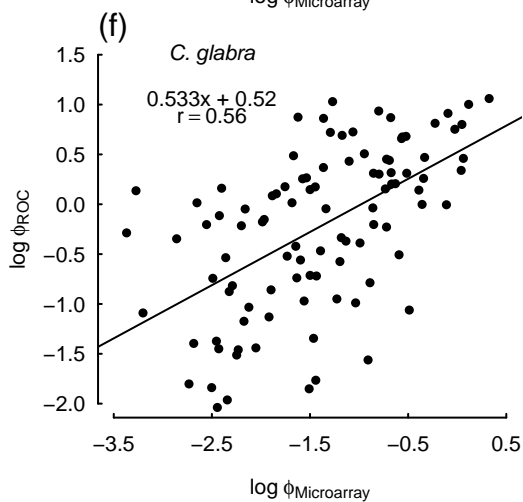 log ϕMicroarray
(f)
C. glabra
0.533x + 0.52
r = 0.56
1.5
1.0
0.5
0.0
−0.5
−1.0
−1.5
−2.0
log ϕROC
−3.5 −2.5 −1.5 −0.5 0.5
log ϕMicroarray